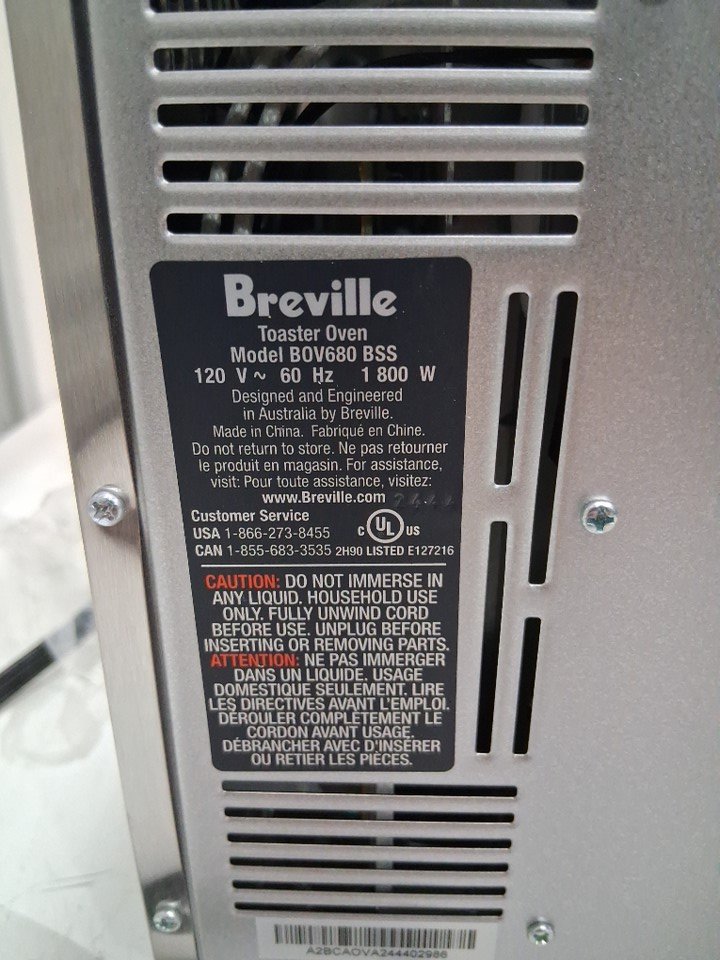 Breville
Toaster Oven
Model BOV680 BSS
120 V~ 60 Hz 1 800 W
Designed and Engineered
in Australia by Breville.
Made in China. Fabriqué en Chine.
Do not return to store. Ne pas retourner
le produit en magasin. For assistance,
visit: Pour toute assistance, visitez:
www.Breville.com
Customer Service
USA 1-866-273-8455
C UL US
CAN 1-855-683-3535 2H90 LISTED E127216
CAUTION: DO NOT IMMERSE IN
ANY LIQUID. HOUSEHOLD USE
ONLY. FULLY UNWIND CORD
BEFORE USE. UNPLUG BEFORE
INSERTING OR REMOVING PARTS.
ATTENTION: NE PAS IMMERGER
DANS UN LIQUIDE. USAGE
DOMESTIQUE SEULEMENT. LIRE
LES DIRECTIVES AVANT L'EMPLOI.
DÉROULER COMPLÈTEMENT LE
CORDON AVANT USAGE.
DÉBRANCHER AVEC D'INSÉRER
OU RETIER LES PIÈCES.
A2BCAOVA244402986